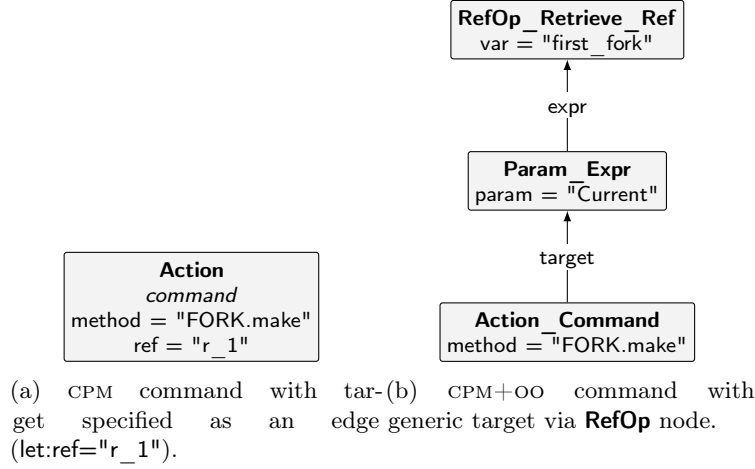 RefOp_Retrieve_Ref
var = "first_fork"
expr
Param_Expr
param = "Current"
target
Action
command
method = "FORK.make"
ref = "r_1"
Action_Command
method = "FORK.make"
(a) CPM command with tar-
get specified as an edge
(let:ref="r_1").
(b) CPM+OO command with
generic target via RefOp node.